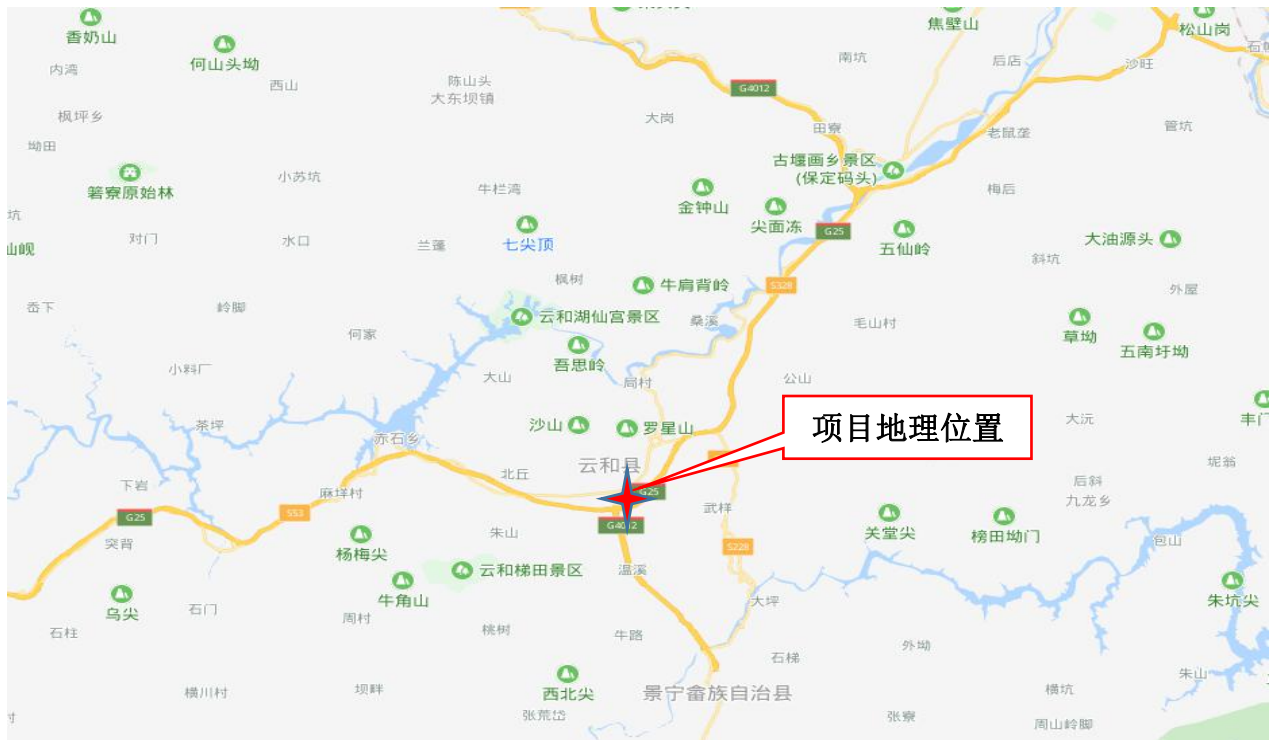 香奶山
何山头坳
内湾
西山
陈山头
大东坝镇
枫坪乡
坳田
G4012
大岗
田寮
南坑
焦壁山
后店
沙旺
松山岗
老鼠垄
管坑
古堰画乡景区
(保定码头)
箬寮原始林
小苏坑
牛栏湾
金钟山
尖面冻
梅后
坑
对门
水口
兰蓬
七尖顶
G25
五仙岭
大油源头
斜坑
外屋
山岘
岙下
岭脚
何家
枫树
牛肩背岭
S328
云和湖仙宫景区
桑溪
毛山村
草坳
五南圩坳
吾思岭
小料厂
大山
局村
公山
茶坪
赤石乡
沙山
罗星山
项目地理位置
大沅
丰门
云和县
北丘
下岩
麻垟村
G25
武样
坭翁
后斜
九龙乡
G25
S53
G4012
突背
杨梅尖
朱山
S228
关堂尖
榜田坳门
包山
云和梯田景区
温溪
牛角山
乌尖
石门
周村
大坪
朱坑尖
石柱
桃树
牛路
外坳
石梯
西北尖
景宁畲族自治县
横川村
坝畔
张荒岱
横坑
朱山
张寮
周山岭脚
村